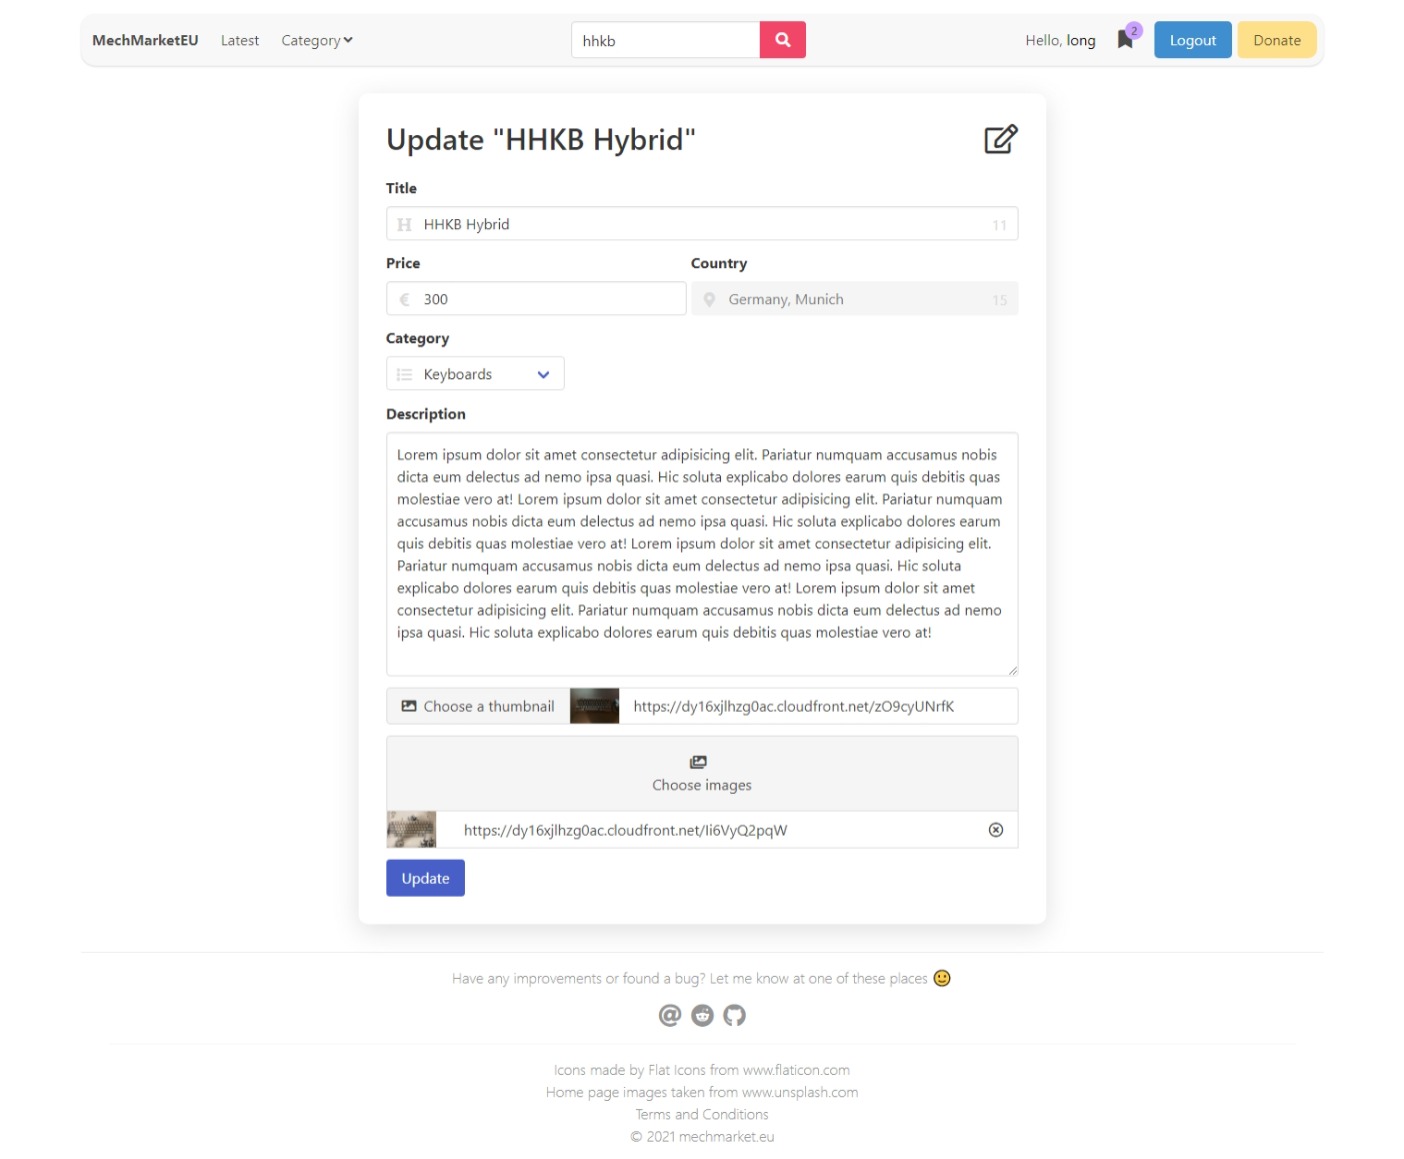 MechMarketEU Latest Category hhkb Hello, long 2 Logout Donate
Update "HHKB Hybrid"
Title
HHKB Hybrid 11
Price Country
300 Germany, Munich 15
Category
Keyboards
Description
Lorem ipsum dolor sit amet consectetur adipisicing elit. Pariatur numquam accusamus nobis
dicta eum delectus ad nemo ipsa quasi. Hic soluta explicabo dolores earum quis debitis quas
molestiae vero at! Lorem ipsum dolor sit amet consectetur adipisicing elit. Pariatur numquam
accusamus nobis dicta eum delectus ad nemo ipsa quasi. Hic soluta explicabo dolores earum
quis debitis quas molestiae vero at! Lorem ipsum dolor sit amet consectetur adipisicing elit.
Pariatur numquam accusamus nobis dicta eum delectus ad nemo ipsa quasi. Hic soluta
explicabo dolores earum quis debitis quas molestiae vero at! Lorem ipsum dolor sit amet
consectetur adipisicing elit. Pariatur numquam accusamus nobis dicta eum delectus ad nemo
ipsa quasi. Hic soluta explicabo dolores earum quis debitis quas molestiae vero at!
Choose a thumbnail https://dy16xjlhzg0ac.cloudfront.net/zO9cyUNrfK
Choose images
https://dy16xjlhzg0ac.cloudfront.net/Ii6VyQ2pqW
Update
Have any improvements or found a bug? Let me know at one of these places 🙂
Icons made by Flat Icons from www.flaticon.com
Home page images taken from www.unsplash.com
Terms and Conditions
© 2021 mechmarket.eu